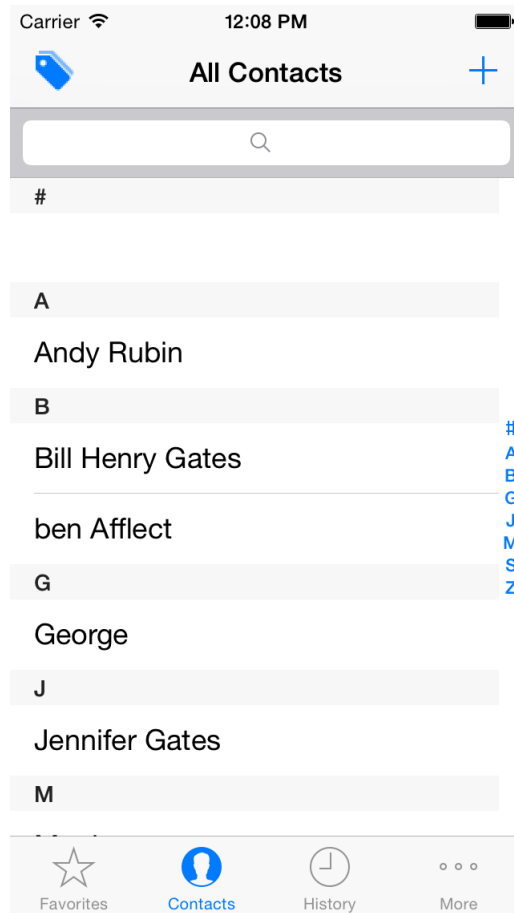 Carrier 12:08 PM
All Contacts
#
A
Andy Rubin
B
Bill Henry Gates
ben Afflect
G
George
J
Jennifer Gates
M
#
A
B
G
J
M
S
Z
Favorites Contacts History More